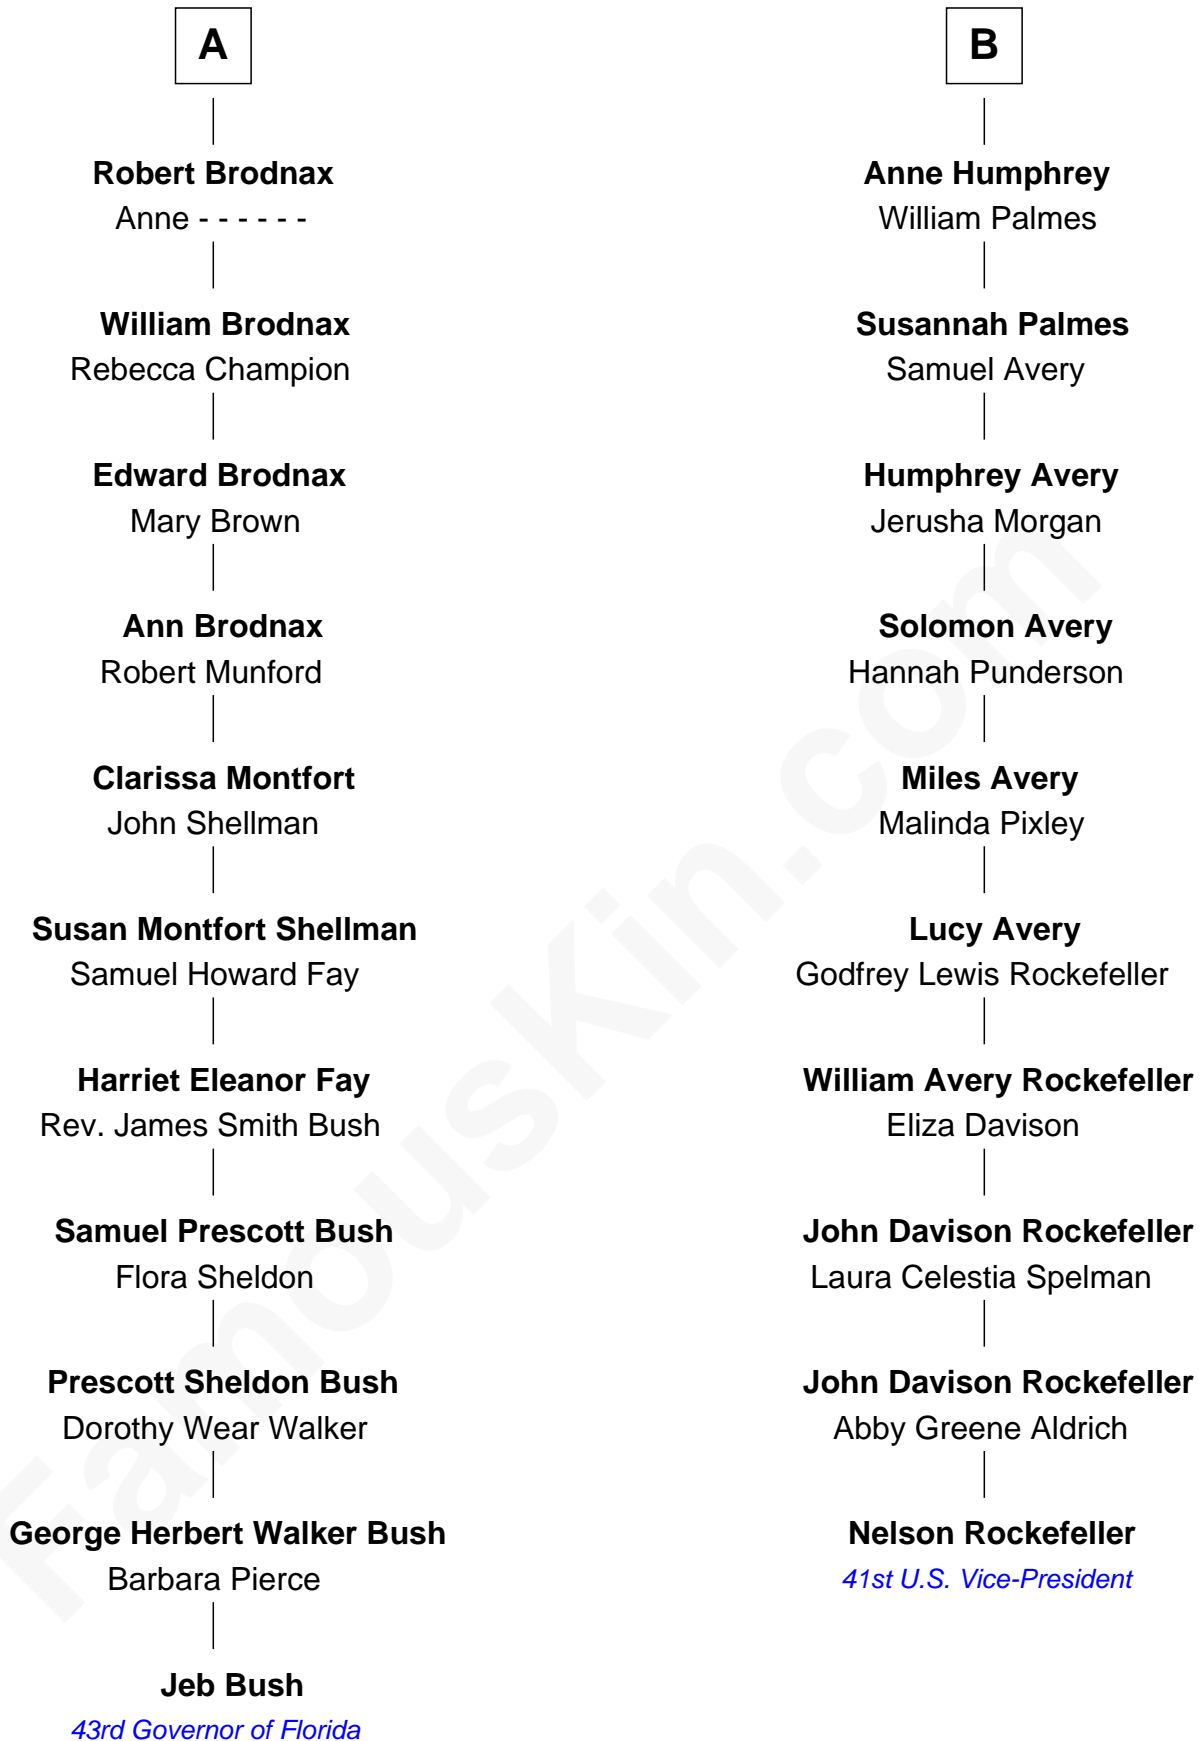 A
Robert Brodnax
Anne - - - - - -
William Brodnax
Rebecca Champion
Edward Brodnax
Mary Brown
Ann Brodnax
Robert Munford
Clarissa Montfort
John Shellman
Susan Montfort Shellman
Samuel Howard Fay
Harriet Eleanor Fay
Rev. James Smith Bush
Samuel Prescott Bush
Flora Sheldon
Prescott Sheldon Bush
Dorothy Wear Walker
George Herbert Walker Bush
Barbara Pierce
Jeb Bush
43rd Governor of Florida
B
Anne Humphrey
William Palmes
Susannah Palmes
Samuel Avery
Humphrey Avery
Jerusha Morgan
Solomon Avery
Hannah Punderson
Miles Avery
Malinda Pixley
Lucy Avery
Godfrey Lewis Rockefeller
William Avery Rockefeller
Eliza Davison
John Davison Rockefeller
Laura Celestia Spelman
John Davison Rockefeller
Abby Greene Aldrich
Nelson Rockefeller
41st U.S. Vice-President
FamousKin.com